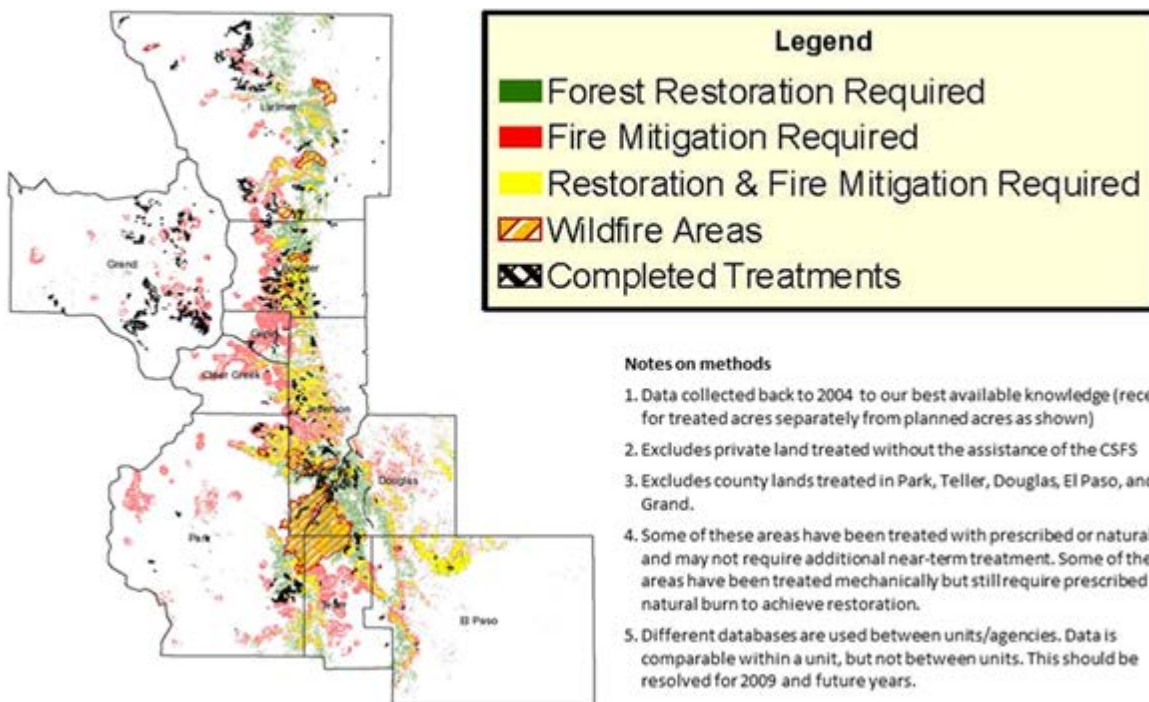 Legend
Forest Restoration Required
Fire Mitigation Required
Restoration & Fire Mitigation Required
Wildfire Areas
Completed Treatments
Larimer
Grand
Boulder
Clear Creek
Jefferson
Douglas
Park
Teller
El Paso
Notes on methods
1. Data collected back to 2004 to our best available knowledge (rece
for treated acres separately from planned acres as shown)
2. Excludes private land treated without the assistance of the CSFS
3. Excludes county lands treated in Park, Teller, Douglas, El Paso, and
Grand.
4. Some of these areas have been treated with prescribed or natural
and may not require additional near-term treatment. Some of the
areas have been treated mechanically but still require prescribed
natural burn to achieve restoration.
5. Different databases are used between units/agencies. Data is
comparable within a unit, but not between units. This should be
resolved for 2009 and future years.